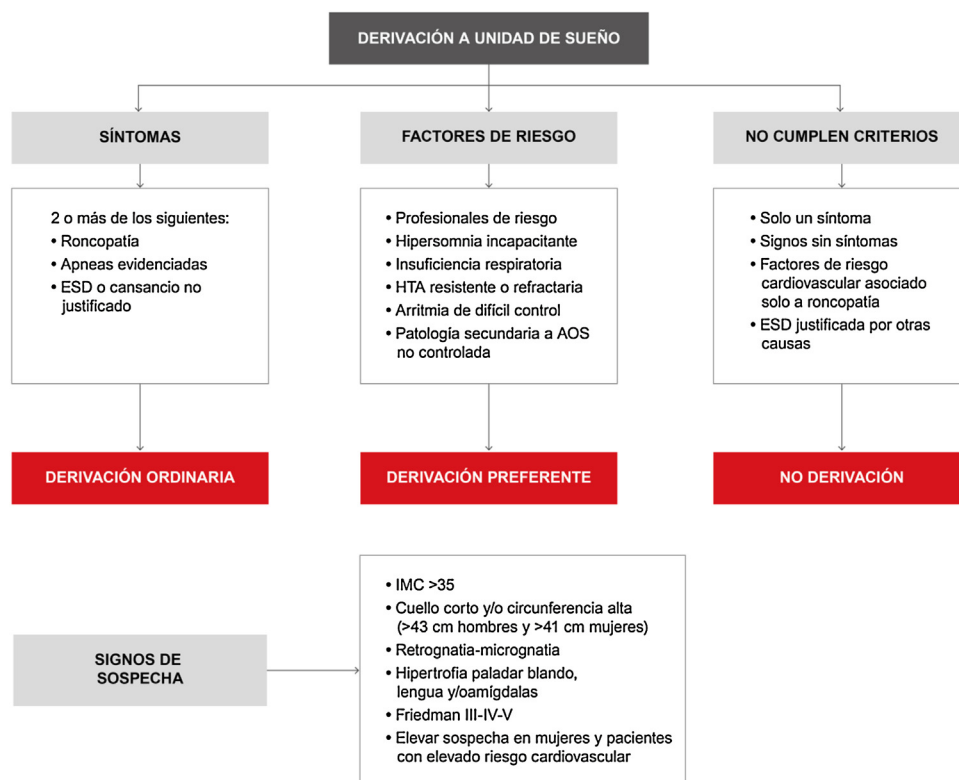 DERIVACIÓN A UNIDAD DE SUEÑO
SÍNTOMAS
2 o más de los siguientes:
• Roncopatía
• Apneas evidenciadas
• ESD o cansancio no
justificado
DERIVACIÓN ORDINARIA
FACTORES DE RIESGO
• Profesionales de riesgo
• Hipersomnia incapacitante
• Insuficiencia respiratoria
• HTA resistente o refractaria
• Arritmia de difícil control
• Patología secundaria a AOS
no controlada
DERIVACIÓN PREFERENTE
NO CUMPLEN CRITERIOS
• Solo un síntoma
• Signos sin síntomas
• Factores de riesgo
cardiovascular asociado
solo a roncopatía
• ESD justificada por otras
causas
NO DERIVACIÓN
SIGNOS DE
SOSPECHA
• IMC >35
• Cuello corto y/o circunferencia alta
(>43 cm hombres y >41 cm mujeres)
• Retrognatia-micrognatia
• Hipertrofia paladar blando,
lengua y/oamígdalas
• Friedman III-IV-V
• Elevar sospecha en mujeres y pacientes
con elevado riesgo cardiovascular